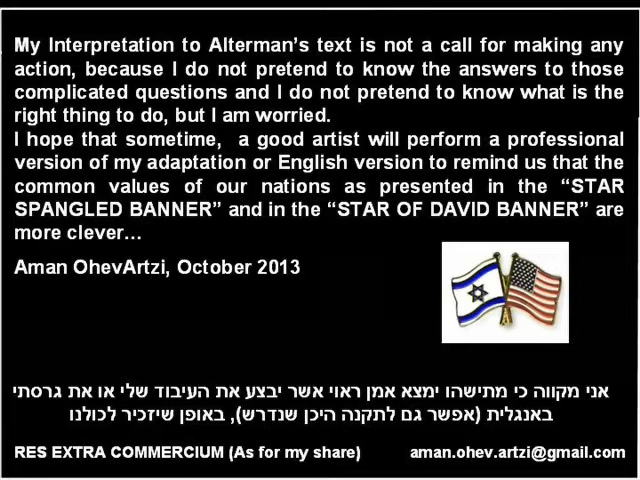 My Interpretation to Alterman’s text is not a call for making any
action, because I do not pretend to know the answers to those
complicated questions and I do not pretend to know what is the
right thing to do, but I am worried.
I hope that sometime, a good artist will perform a professional
version of my adaptation or English version to remind us that the
common values of our nations as presented in the “STAR
SPANGLED BANNER” and in the “STAR OF DAVID BANNER” are
more clever…
Aman OhevArtzi, October 2013
אני מקווה כי מתישהו ימצא אמן ראוי אשר יבצע את העיבוד שלי או את גרסתי
באנגלית (אפשר גם לתקנה היכן שנדרש), באופן שיזכיר לכולנו
RES EXTRA COMMERCIUM (As for my share) aman.ohev.artzi@gmail.com